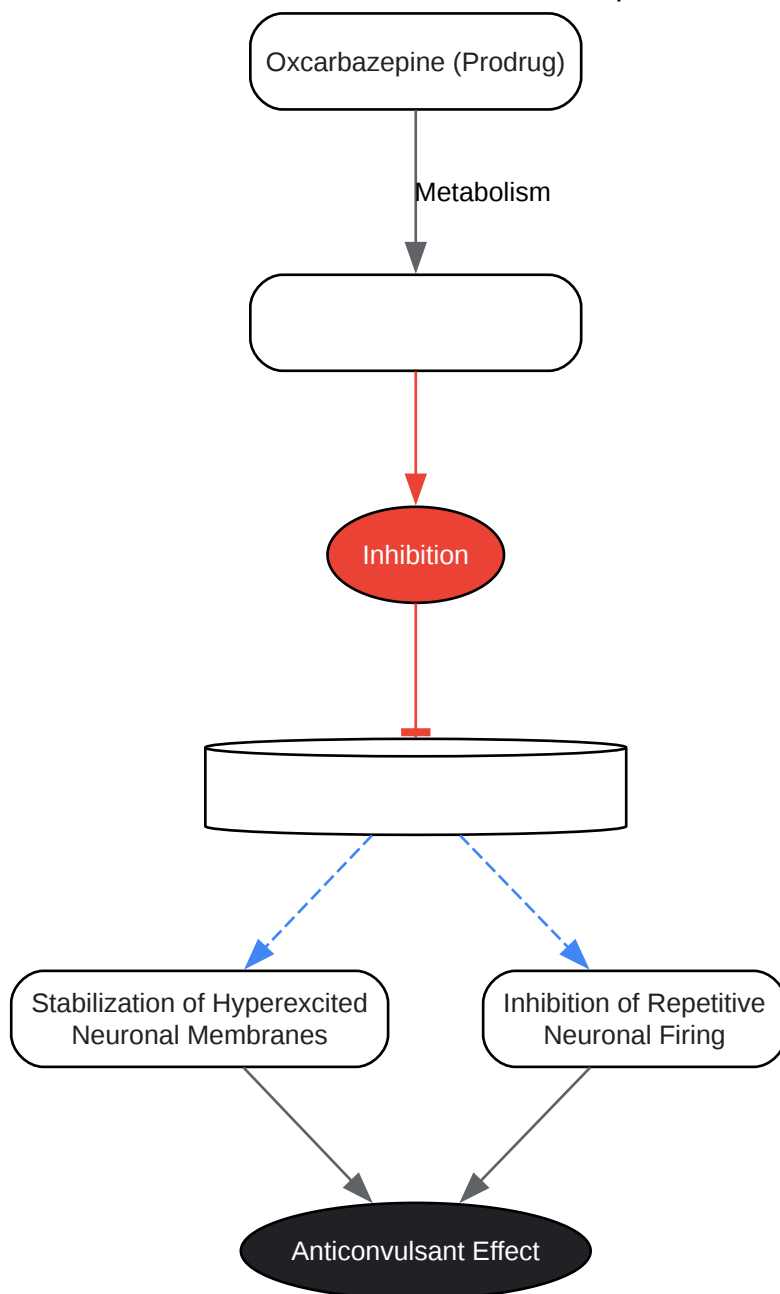 Oxcarbazepine (Prodrug)
Metabolism
Inhibition
Stabilization of Hyperexcited
Neuronal Membranes
Inhibition of Repetitive
Neuronal Firing
Anticonvulsant Effect